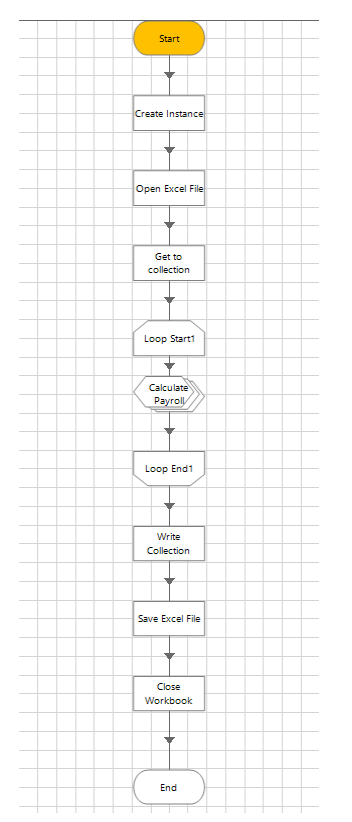 Start
Create Instance
Open Excel File
Get to
collection
Loop Start1
Calculate
Payroll
Loop End1
Write
Collection
Save Excel File
Close
Workbook
End